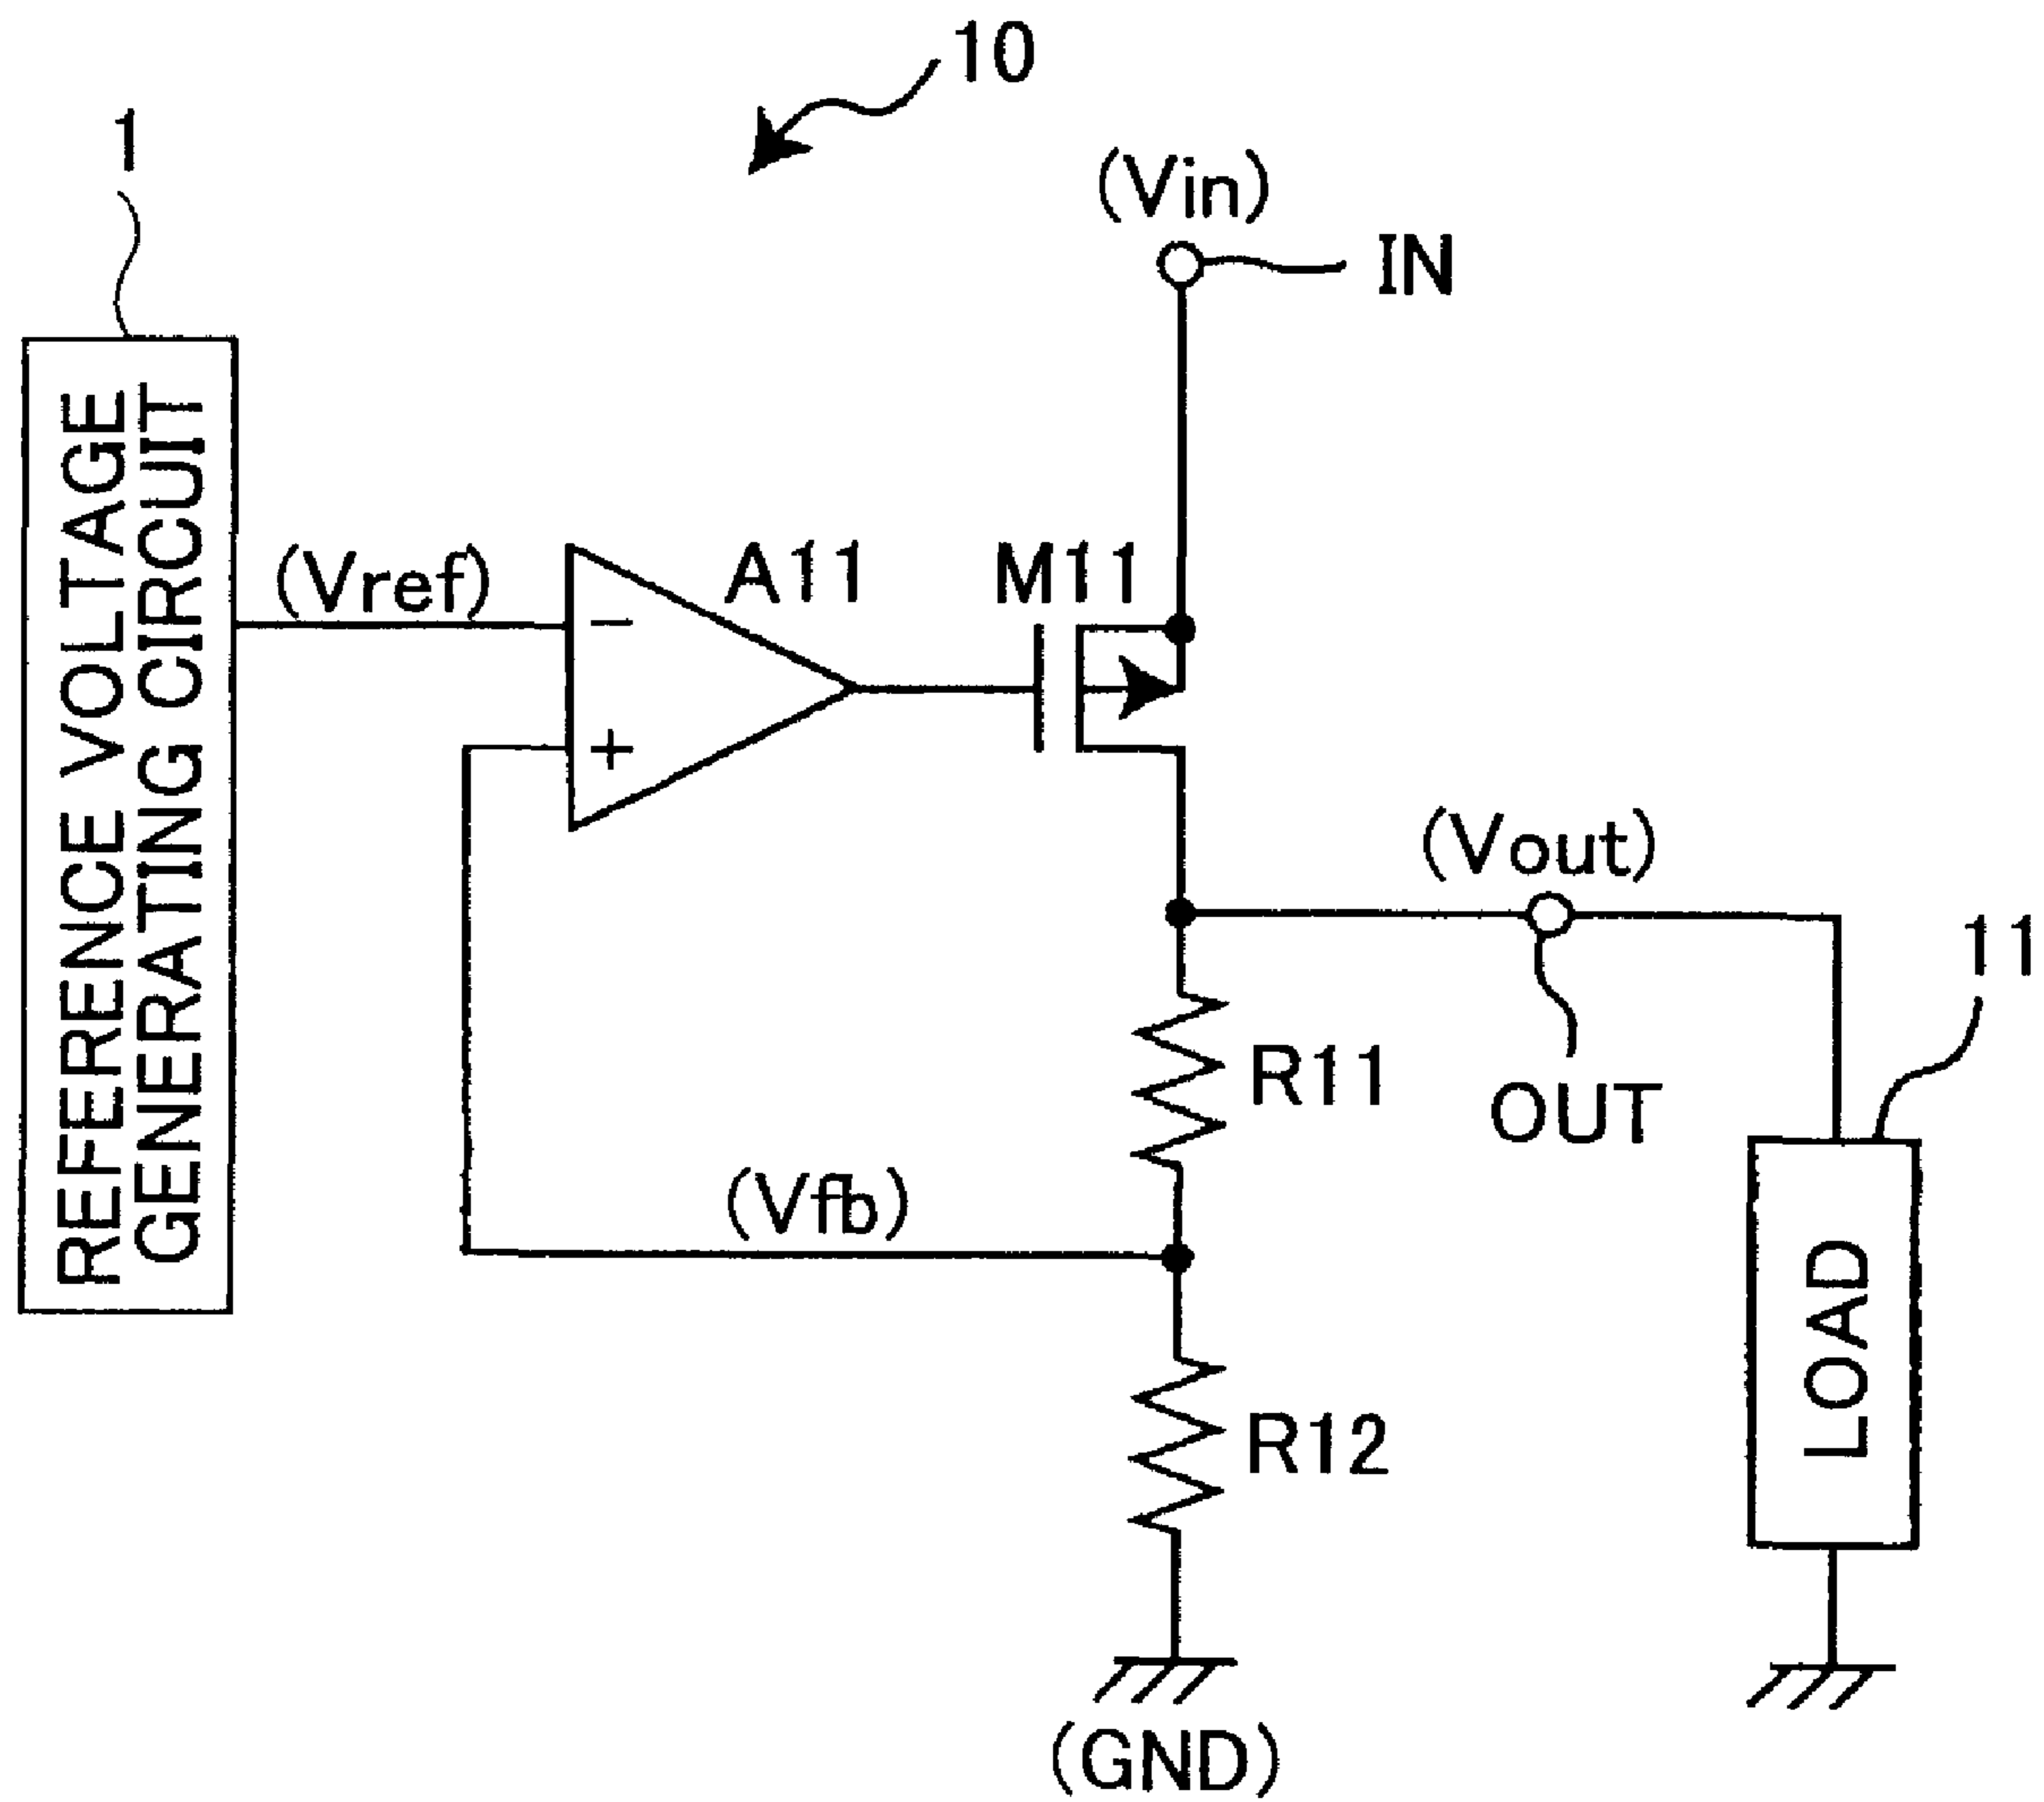 10
1
(Vin)
IN
REFERENCE VOLTAGE
GENERATING CIRCUIT
(Vref)
−
+
A11
M11
(Vout)
OUT
11
R11
(Vfb)
LOAD
R12
(GND)